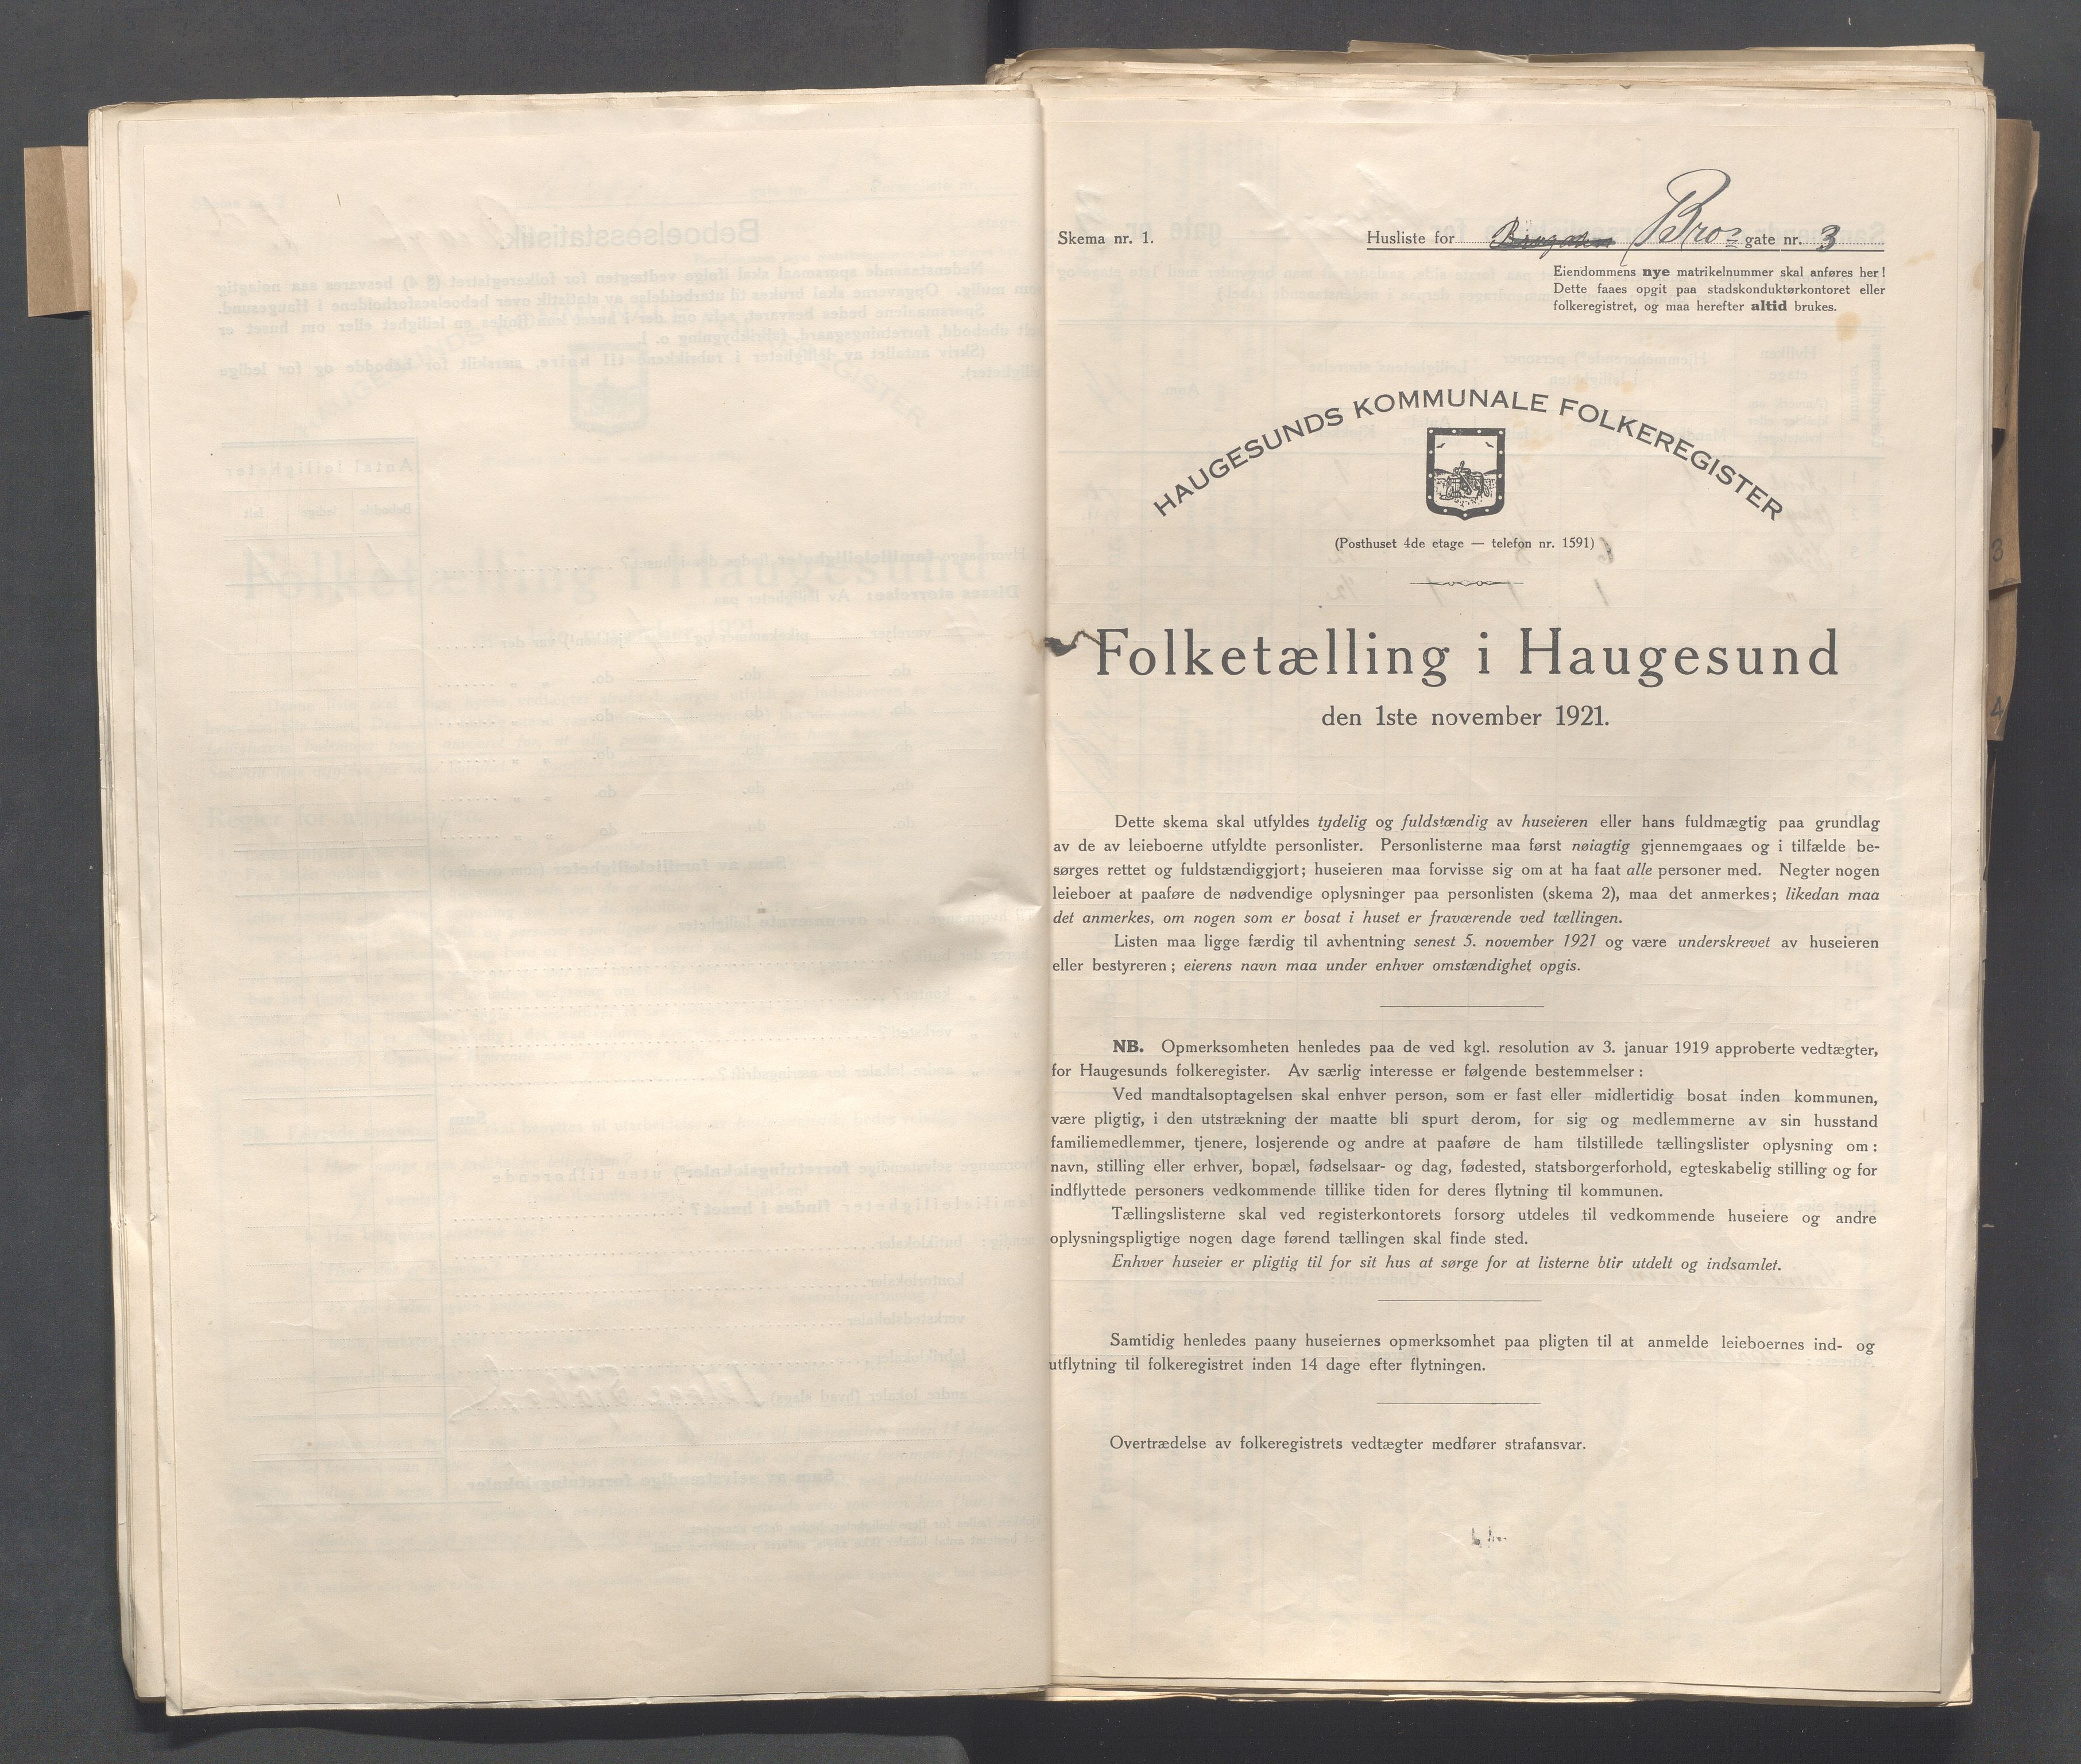 Skema nr. 1.
Husliste for Bro= gate nr. 3
Eiendommens nye matrikelnummer skal anføres her!
Dette faaes opgit paa stadskonduktørkontoret eller
folkeregistret, og maa herefter altid brukes.
HAUGESUNDS KOMMUNALE FOLKEREGISTER
(Posthuset 4de etage — telefon nr. 1591)
Folketælling i Haugesund
den 1ste november 1921.
Dette skema skal utfyldes tydelig og fuldstændig av huseieren eller hans fuldmægtig paa grundlag
av de av leieboerne utfyldte personlister. Personlisterne maa først nøiagtig gjennemgaaes og i tilfælde be-
sørges rettet og fuldstændiggjort; huseieren maa forvisse sig om at ha faat alle personer med. Negter nogen
leieboer at paaføre de nødvendige oplysninger paa personlisten (skema 2), maa det anmerkes; likedan maa
det anmerkes, om nogen som er bosat i huset er fraværende ved tællingen.
Listen maa ligge færdig til avhentning senest 5. november 1921 og være underskrevet av huseieren
eller bestyreren; eierens navn maa under enhver omstændighet opgis.
NB. Opmerksomheten henledes paa de ved kgl. resolution av 3. januar 1919 approberte vedtægter,
for Haugesunds folkeregister. Av særlig interesse er følgende bestemmelser:
Ved mandtalsoptagelsen skal enhver person, som er fast eller midlertidig bosat inden kommunen,
være pligtig, i den utstrækning der maatte bli spurt derom, for sig og medlemmerne av sin husstand
familiemedlemmer, tjenere, losjerende og andre at paaføre de ham tilstillede tællingslister oplysning om:
navn, stilling eller erhver, bopæl, fødselsaar- og dag, fødested, statsborgerforhold, egteskabelig stilling og for
indflyttede personers vedkommende tillike tiden for deres flytning til kommunen.
Tællingslisterne skal ved registerkontorets forsorg utdeles til vedkommende huseiere og andre
oplysningspligtige nogen dage førend tællingen skal finde sted.
Enhver huseier er pligtig til for sit hus at sørge for at listerne blir utdelt og indsamlet.
Samtidig henledes paany huseiernes opmerksomhet paa pligten til at anmelde leieboernes ind- og
utflytning til folkeregistret inden 14 dage efter flytningen.
Overtrædelse av folkeregistrets vedtægter medfører strafansvar.
3
4